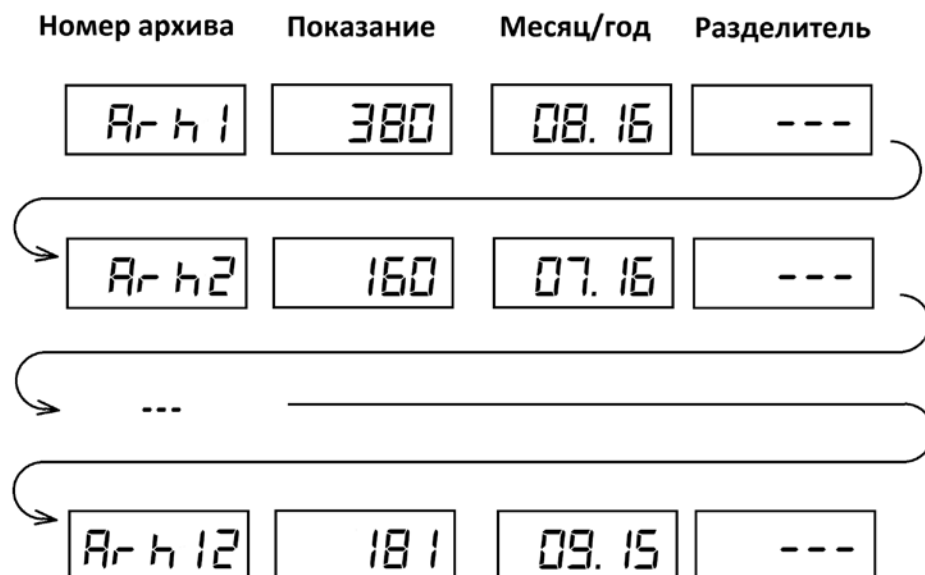 Номер архива Показание Месяц/год Разделитель
Arh1 380 08.16 ---
Arh2 160 07.16 ---
---
Arh12 181 09.15 ---